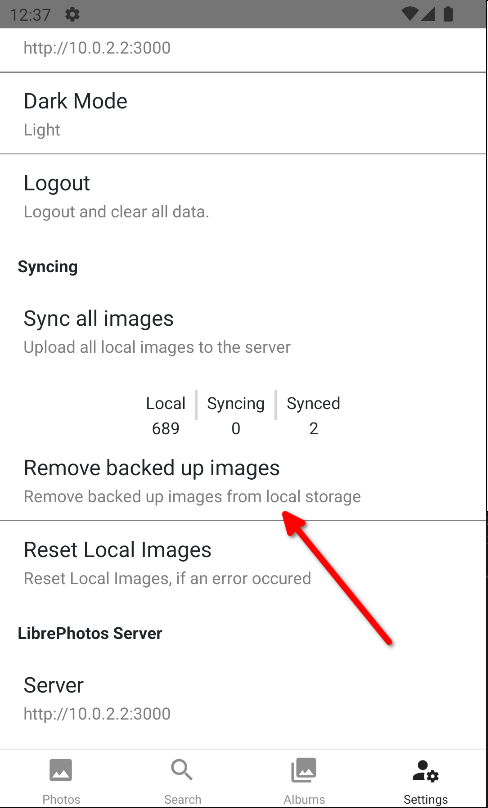 12:37
http://10.0.2.2:3000
Dark Mode
Light
Logout
Logout and clear all data.
Syncing
Sync all images
Upload all local images to the server
Local Syncing Synced
689 0 2
Remove backed up images
Remove backed up images from local storage
Reset Local Images
Reset Local Images, if an error occured
LibrePhotos Server
Server
http://10.0.2.2:3000
Photos Search Albums Settings